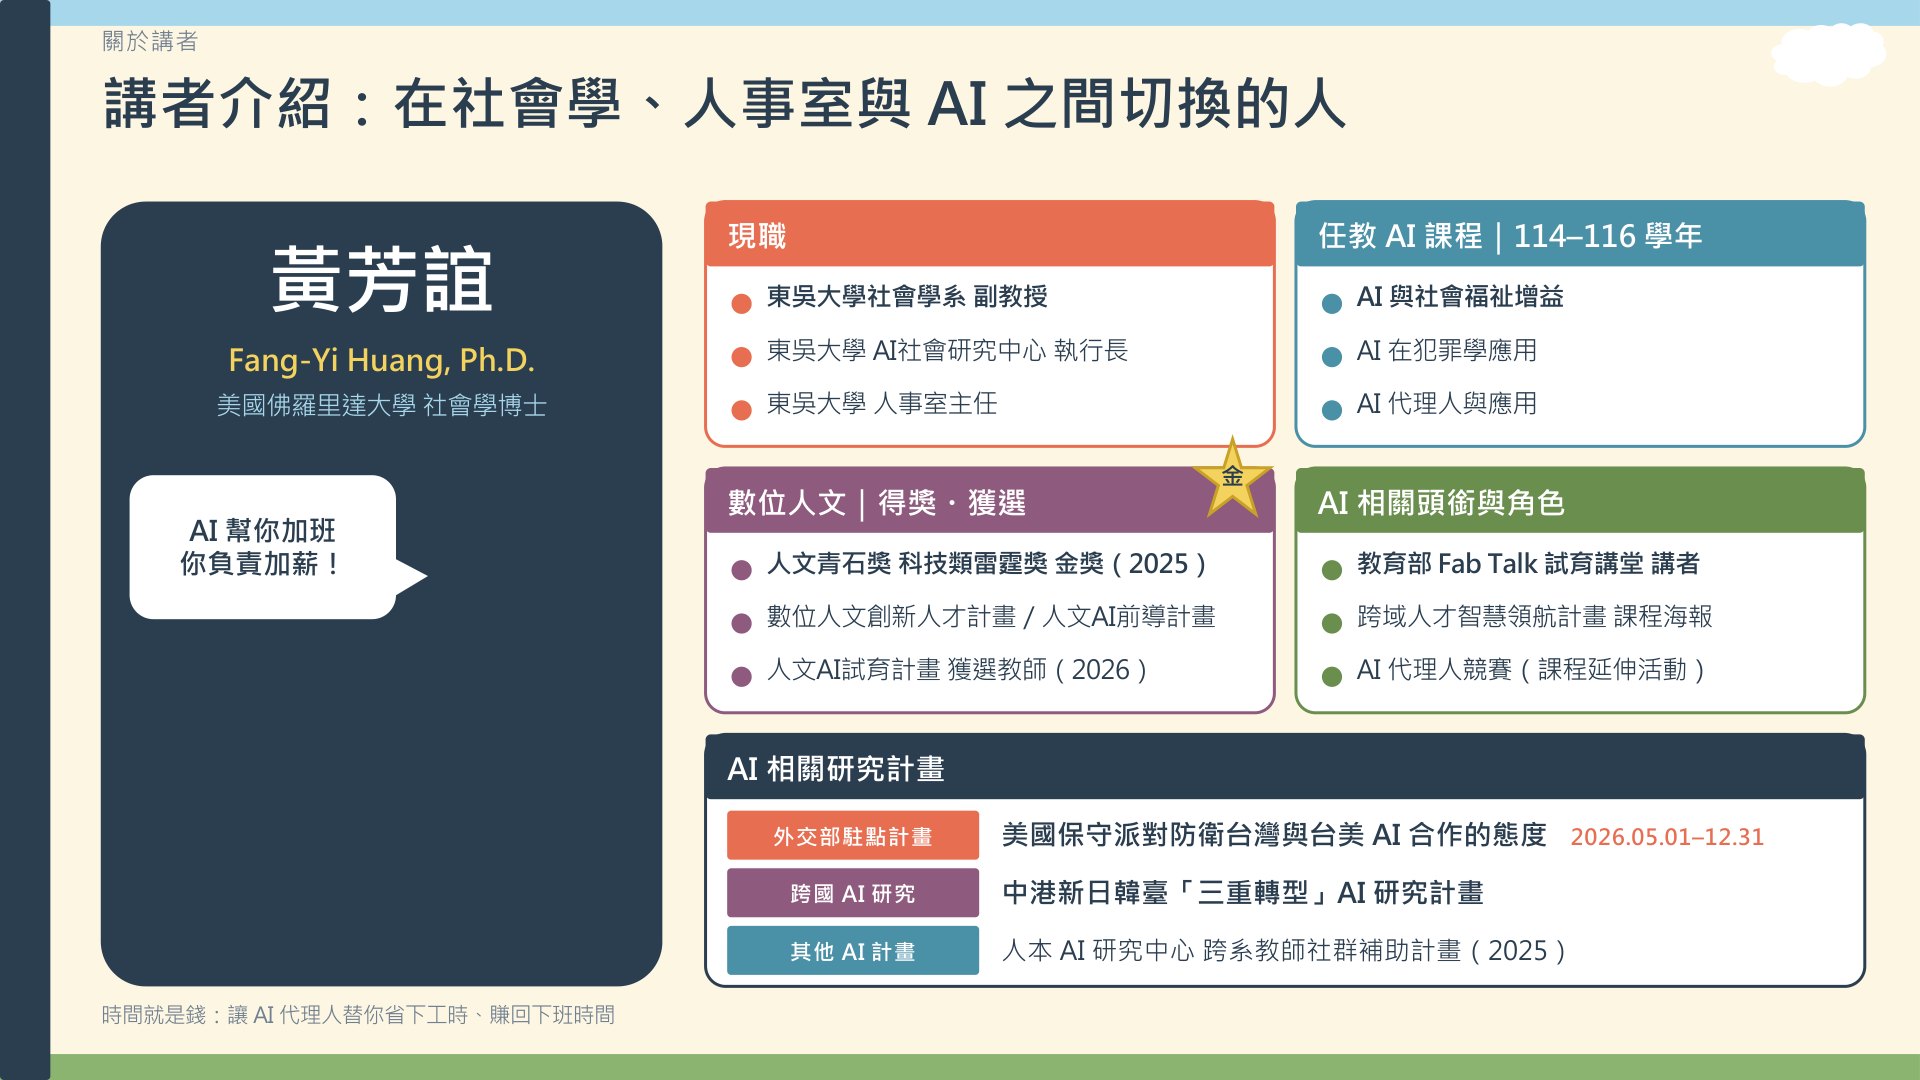 關於講者
講者介紹：在社會學、人事室與 AI 之間切換的人
黃芳誼
Fang-Yi Huang, Ph.D.
美國佛羅里達大學 社會學博士
AI 幫你加班
你負責加薪！
現職
東吳大學社會學系 副教授
東吳大學 AI社會研究中心 執行長
東吳大學 人事室主任
任教 AI 課程｜114–116 學年
AI 與社會福祉增益
AI 在犯罪學應用
AI 代理人與應用
數位人文｜得獎・獲選
金
人文青石獎 科技類雷霆獎 金獎（2025）
數位人文創新人才計畫 / 人文AI前導計畫
人文AI試育計畫 獲選教師（2026）
AI 相關頭銜與角色
教育部 Fab Talk 試育講堂 講者
跨域人才智慧領航計畫 課程海報
AI 代理人競賽（課程延伸活動）
AI 相關研究計畫
外交部駐點計畫
美國保守派對防衛台灣與台美 AI 合作的態度 2026.05.01–12.31
跨國 AI 研究
中港新日韓臺「三重轉型」AI 研究計畫
其他 AI 計畫
人本 AI 研究中心 跨系教師社群補助計畫（2025）
時間就是錢：讓 AI 代理人替你省下工時、賺回下班時間